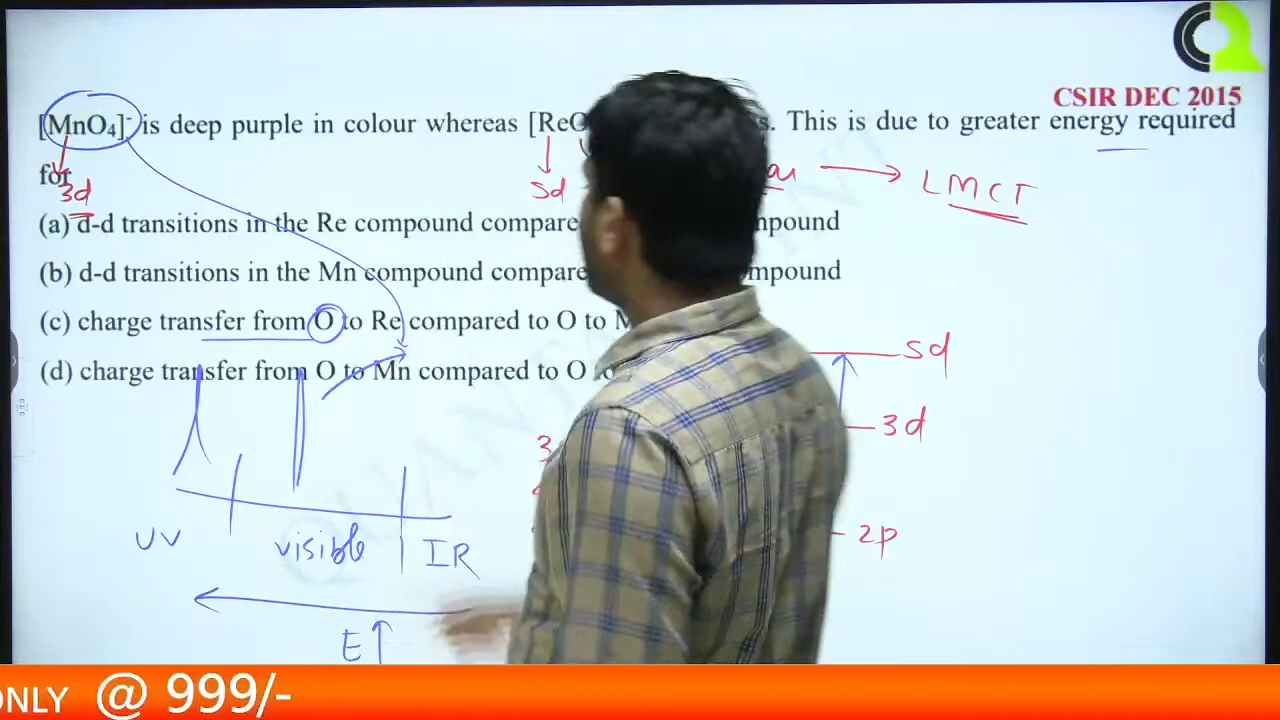 CSIR DEC 2015
[MnO₄]⁻ is deep purple in colour whereas [Re s. This is due to greater energy required
for
3d
5d
LMCT
(a) d-d transitions in the Re compound compare mpound
(b) d-d transitions in the Mn compound compare mpound
(c) charge transfer from O to Re compared to O to M
(d) charge transfer from O to Mn compared to O to
5d
3d
3
2p
UV
visible
IR
E↑
ONLY @ 999/-